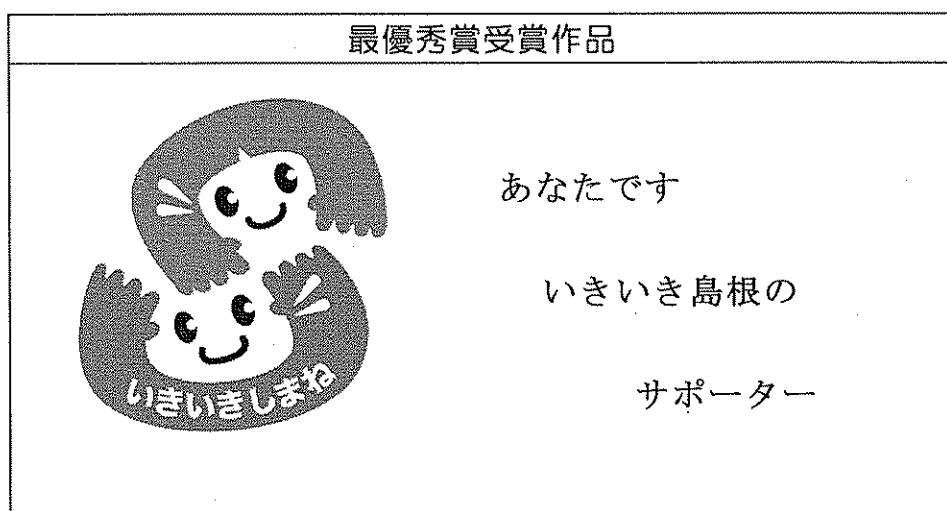 最優秀賞受賞作品
あなたです
いきいき島根の
サポーター
いきいきしまね